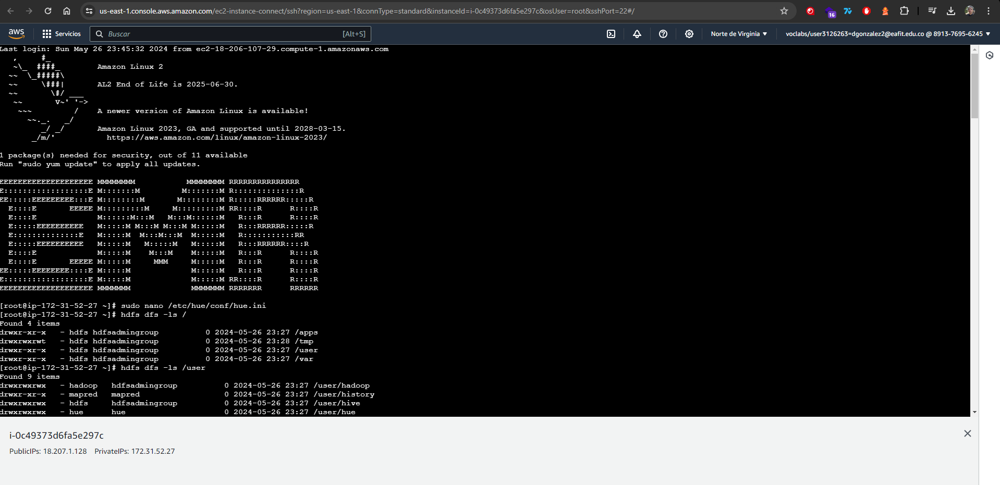 us-east-1.console.aws.amazon.com/ec2-instance-connect/ssh?region=us-east-1&connType=standard&instanceId=i-0c49373d6fa5e297c&osUser=root&sshPort=22#/
16
aws
Servicios
Buscar
[Alt+S]
Norte de Virginia
voclabs/user3126263=dgonzalez2@eafit.edu.co @ 8913-7695-6245
Last login: Sun May 26 23:45:32 2024 from ec2-18-206-107-29.compute-1.amazonaws.com
   ,     #_
   ~\_  ####_        Amazon Linux 2
  ~~  \_#####\
  ~~     \###|       AL2 End of Life is 2025-06-30.
  ~~       \#/ ___
   ~~       V~' '->
    ~~~         /    A newer version of Amazon Linux is available!
      ~~._.   _/
         _/ _/       Amazon Linux 2023, GA and supported until 2028-03-15.
       _/m/'           https://aws.amazon.com/linux/amazon-linux-2023/
1 package(s) needed for security, out of 11 available
Run "sudo yum update" to apply all updates.
EEEEEEEEEEEEEEEEEEEE MMMMMMMM           MMMMMMMM RRRRRRRRRRRRRRR
E::::::::::::::::::E M:::::::M         M:::::::M R::::::::::::::R
EE:::::EEEEEEEEE:::E M::::::::M       M::::::::M R:::::RRRRRR:::::R
  E::::E       EEEEE M:::::::::M     M:::::::::M RR::::R      R::::R
  E::::E             M::::::M:::M   M:::M::::::M   R:::R      R::::R
  E:::::EEEEEEEEEE   M:::::M M:::M M:::M M:::::M   R:::RRRRRR:::::R
  E::::::::::::::E   M:::::M  M:::M:::M  M:::::M   R:::::::::::RR
  E:::::EEEEEEEEEE   M:::::M   M:::::M   M:::::M   R:::RRRRRR::::R
  E::::E             M:::::M    M:::M    M:::::M   R:::R      R::::R
  E::::E       EEEEE M:::::M     MMM     M:::::M   R:::R      R::::R
EE:::::EEEEEEEE::::E M:::::M             M:::::M   R:::R      R::::R
E::::::::::::::::::E M:::::M             M:::::M RR::::R      R::::R
EEEEEEEEEEEEEEEEEEEE MMMMMMM             MMMMMMM RRRRRRR      RRRRRR
[root@ip-172-31-52-27 ~]# sudo nano /etc/hue/conf/hue.ini
[root@ip-172-31-52-27 ~]# hdfs dfs -ls /
Found 4 items
drwxr-xr-x   - hdfs hdfsadmingroup          0 2024-05-26 23:27 /apps
drwxrwxrwt   - hdfs hdfsadmingroup          0 2024-05-26 23:28 /tmp
drwxr-xr-x   - hdfs hdfsadmingroup          0 2024-05-26 23:27 /user
drwxr-xr-x   - hdfs hdfsadmingroup          0 2024-05-26 23:27 /var
[root@ip-172-31-52-27 ~]# hdfs dfs -ls /user
Found 9 items
drwxrwxrwx   - hadoop   hdfsadmingroup          0 2024-05-26 23:27 /user/hadoop
drwxr-xr-x   - mapred   mapred                  0 2024-05-26 23:27 /user/history
drwxrwxrwx   - hdfs     hdfsadmingroup          0 2024-05-26 23:27 /user/hive
drwxrwxrwx   - hue      hue                     0 2024-05-26 23:27 /user/hue
i-0c49373d6fa5e297c
PublicIPs: 18.207.1.128    PrivateIPs: 172.31.52.27